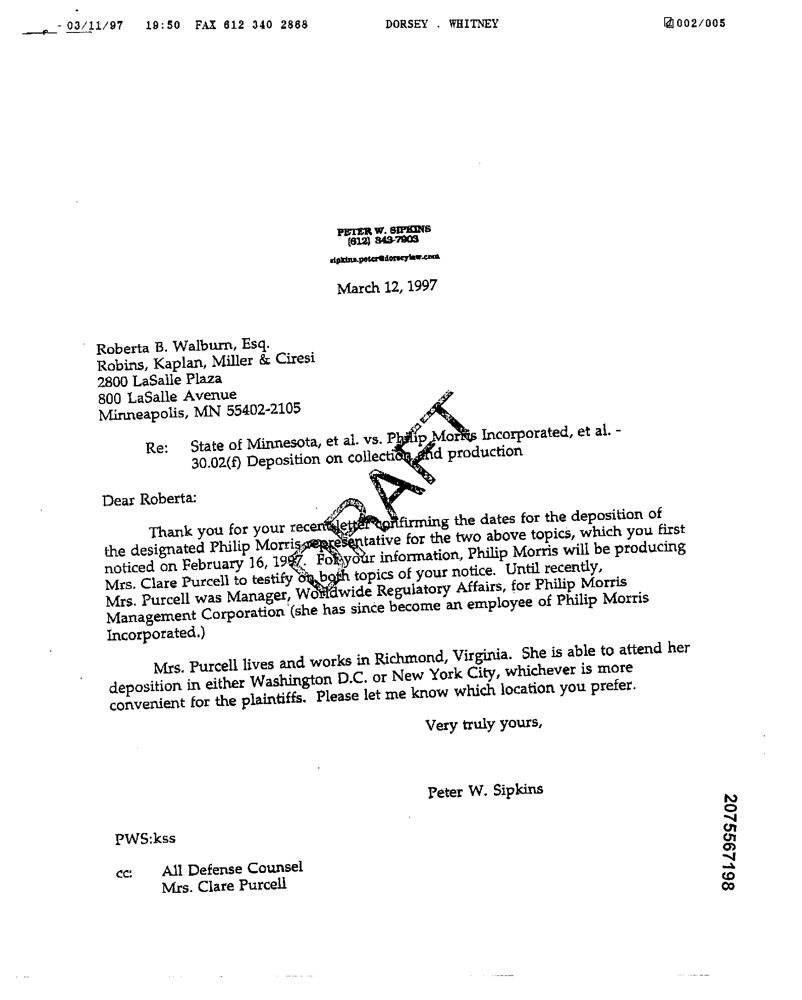 03/11/97 19:50 FAX 612 340 2868 DORSEY . WHITNEY 002/005
PETER W. SIPKINS
(612) 343-7903
sipkins.peter@dorseylaw.com
March 12, 1997
Roberta B. Walburn, Esq.
Robins, Kaplan, Miller & Ciresi
2800 LaSalle Plaza
800 LaSalle Avenue
Minneapolis, MN 55402-2105
Re: State of Minnesota, et al. vs. Philip Morris Incorporated, et al. -
30.02(f) Deposition on collection and production
DRAFT
Dear Roberta:
Thank you for your recent letter confirming the dates for the deposition of
the designated Philip Morris representative for the two above topics, which you first
noticed on February 16, 1997. For your information, Philip Morris will be producing
Mrs. Clare Purcell to testify on both topics of your notice. Until recently,
Mrs. Purcell was Manager, Worldwide Regulatory Affairs, for Philip Morris
Management Corporation (she has since become an employee of Philip Morris
Incorporated.)
Mrs. Purcell lives and works in Richmond, Virginia. She is able to attend her
deposition in either Washington D.C. or New York City, whichever is more
convenient for the plaintiffs. Please let me know which location you prefer.
Very truly yours,
Peter W. Sipkins
PWS:kss
cc: All Defense Counsel
Mrs. Clare Purcell
2075567198